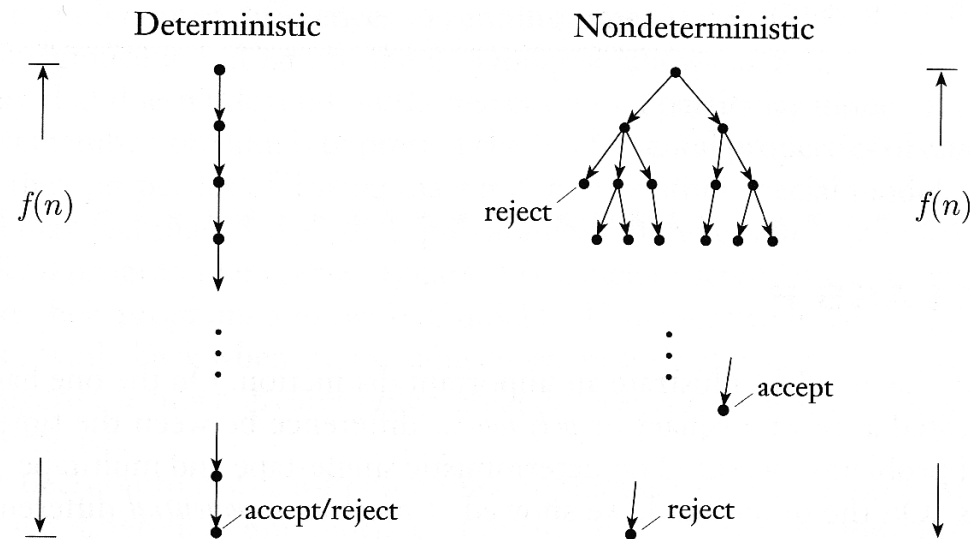 Deterministic
Nondeterministic
f(n)
reject
f(n)
accept
accept/reject
reject